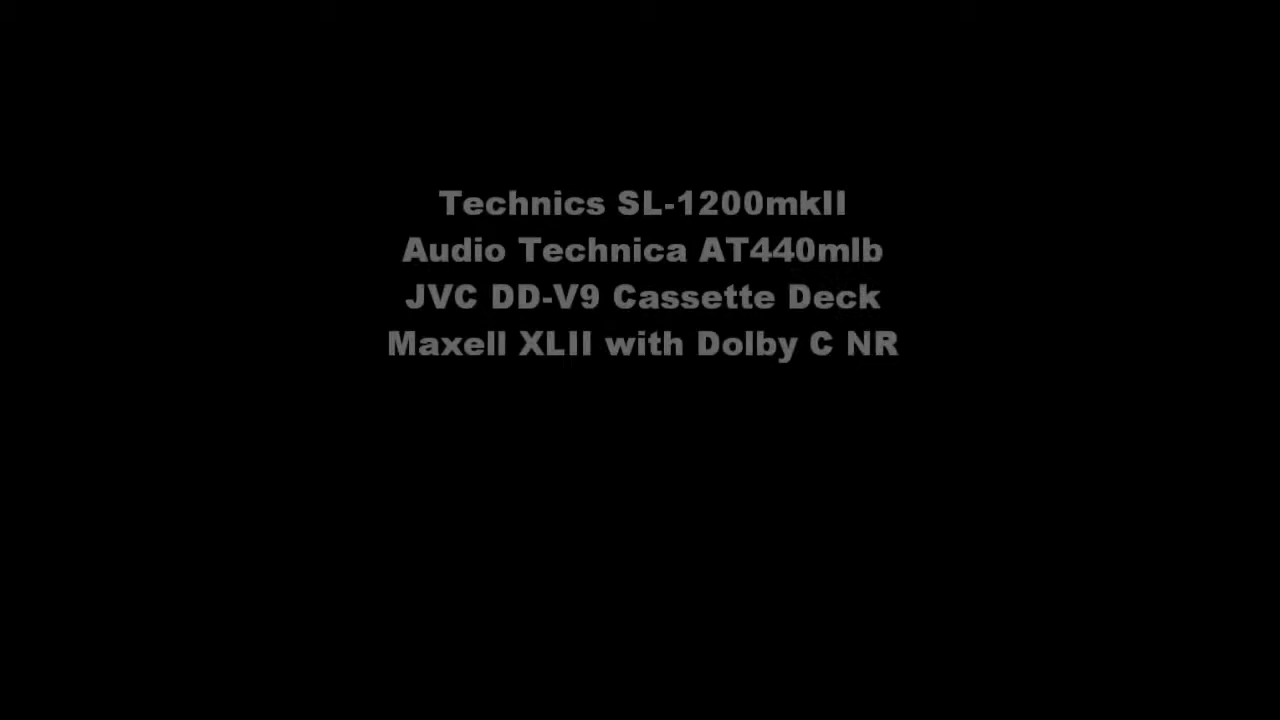 Technics SL-1200mkII
Audio Technica AT440mlb
JVC DD-V9 Cassette Deck
Maxell XLII with Dolby C NR